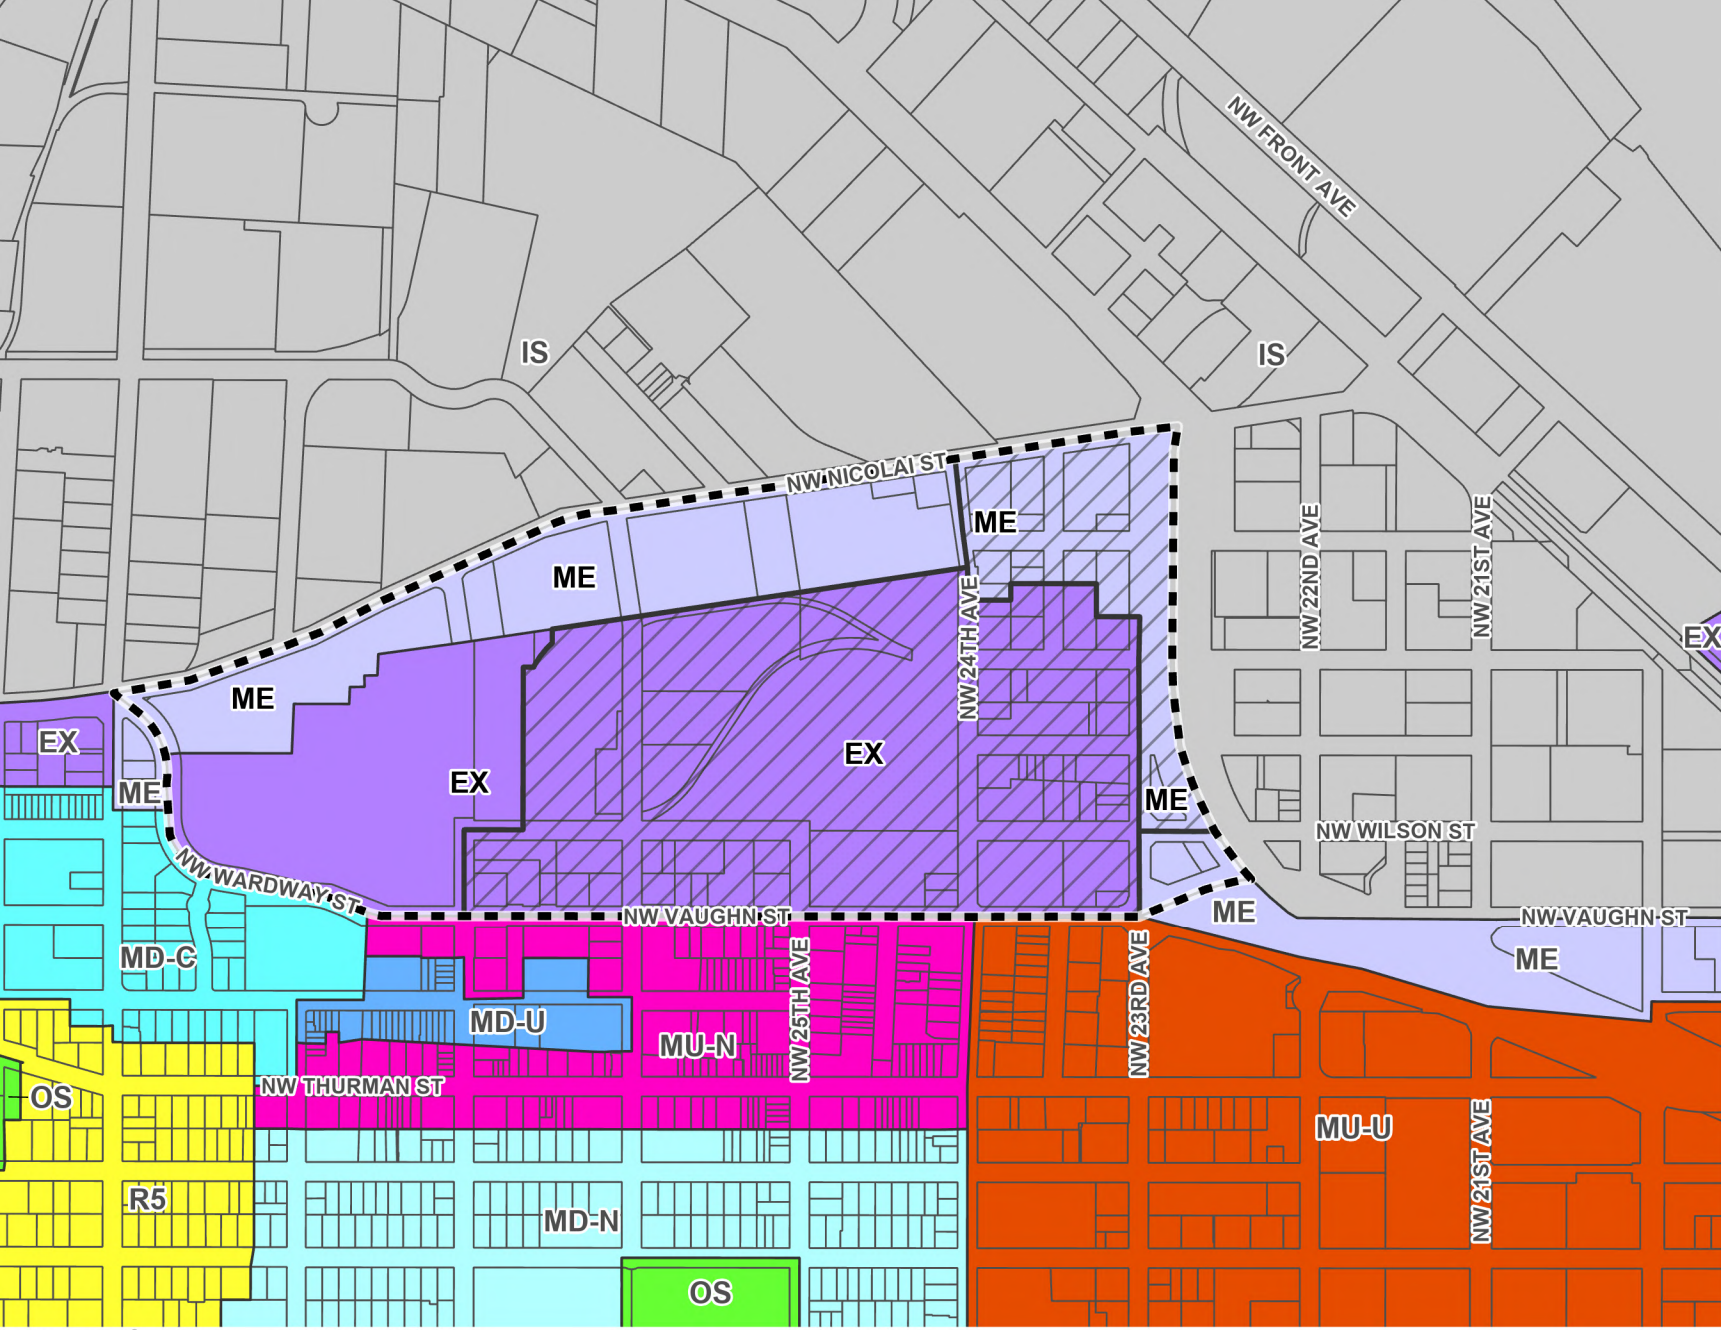 NW FRONT AVE
IS
IS
NW NICOLAI ST
ME
ME
NW 22ND AVE
NW 21ST AVE
NW 24TH AVE
EX
ME
EX
EX
EX
ME
ME
NW WILSON ST
NW WARDWAY ST
NW VAUGHN ST
ME
NW VAUGHN ST
MD-C
ME
NW 25TH AVE
NW 23RD AVE
MD-U
MU-N
NW THURMAN ST
OS
MU-U
NW 21ST AVE
R5
MD-N
OS